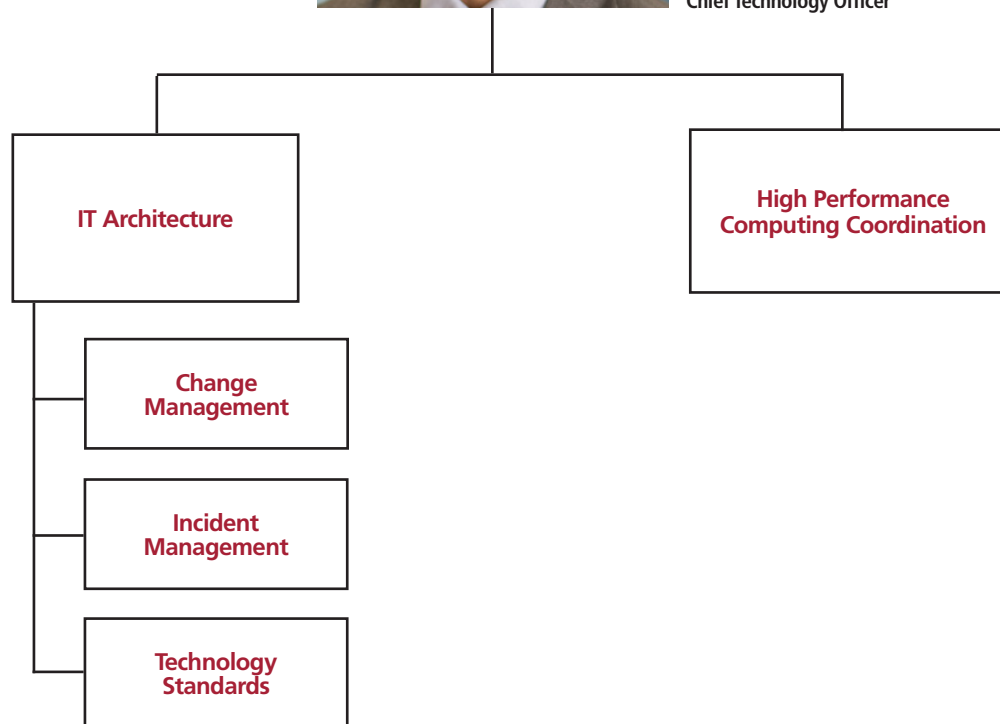 Chief Technology Officer
IT Architecture
High Performance
Computing Coordination
Change
Management
Incident
Management
Technology
Standards